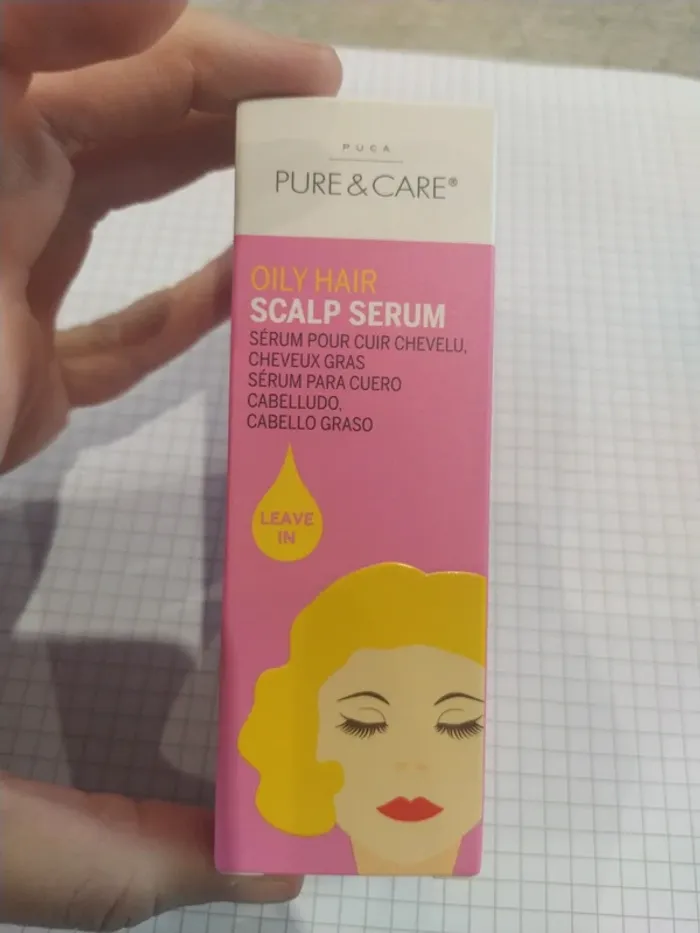 PUCA
PURE & CARE®
OILY HAIR
SCALP SERUM
SÉRUM POUR CUIR CHEVELU,
CHEVEUX GRAS
SÉRUM PARA CUERO
CABELLUDO,
CABELLO GRASO
LEAVE
IN